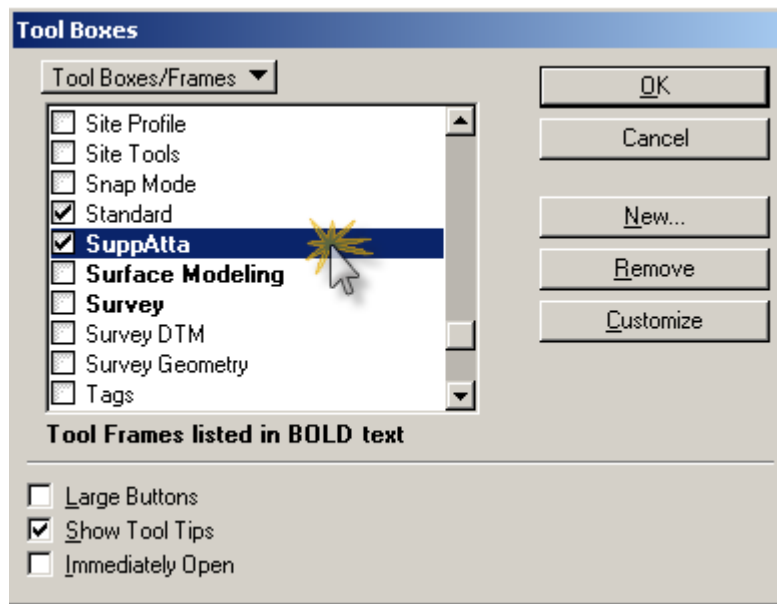 Tool Boxes
Tool Boxes/Frames
OK
Site Profile
Site Tools
Cancel
Snap Mode
Standard
New...
SuppAtta
Surface Modeling
Remove
Survey
Survey DTM
Customize
Survey Geometry
Tags
Tool Frames listed in BOLD text
Large Buttons
Show Tool Tips
Immediately Open